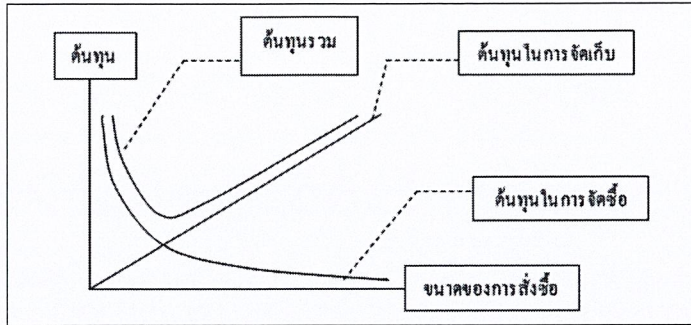 ต้นทุน
ต้นทุนรวม
ต้นทุนในการจัดเก็บ
ต้นทุนในการจัดซื้อ
ขนาดของการสั่งซื้อ